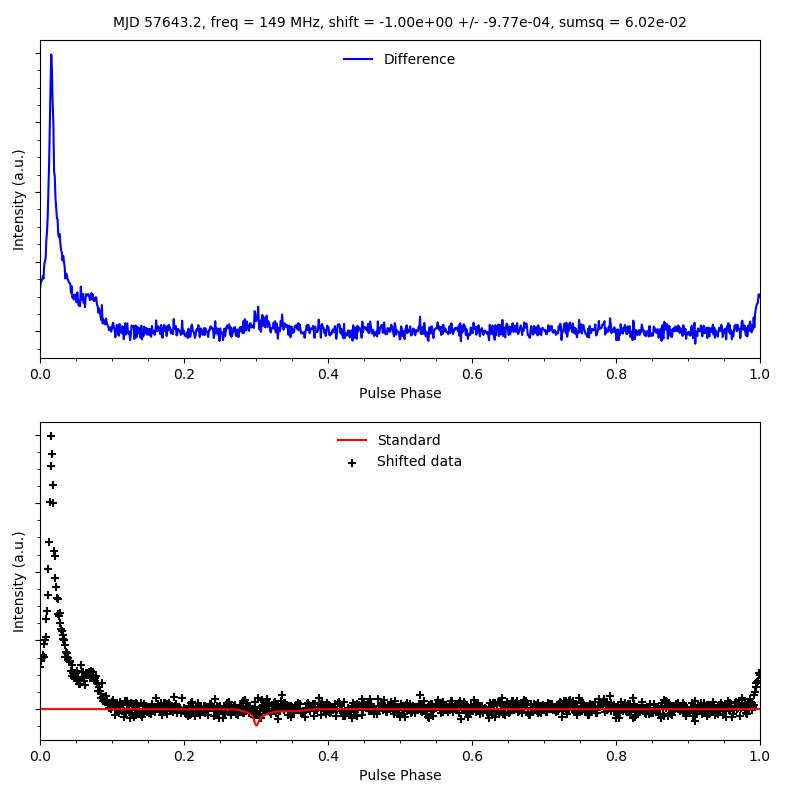 MJD 57643.2, freq = 149 MHz, shift = -1.00e+00 +/- -9.77e-04, sumsq = 6.02e-02
Difference
Intensity (a.u.)
0.0 0.2 0.4 0.6 0.8 1.0
Pulse Phase
Standard
Shifted data
Intensity (a.u.)
0.0 0.2 0.4 0.6 0.8 1.0
Pulse Phase